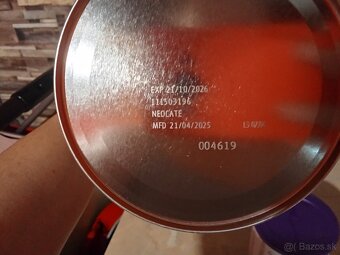 EXP 21/10/2026
111503196
NEOCATE
MFD 21/04/2025
004619
© Bazos.sk